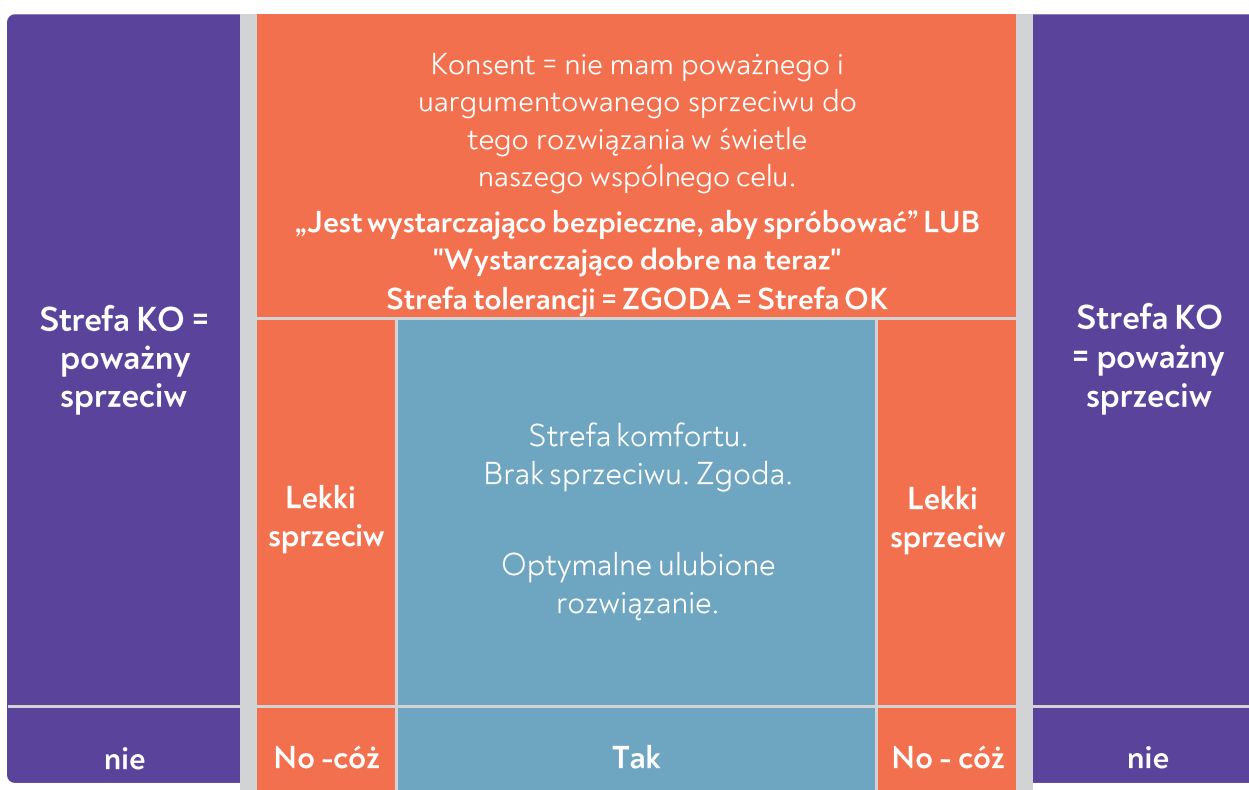 Konsent = nie mam poważnego i
uargumentowanego sprzeciwu do
tego rozwiązania w świetle
naszego wspólnego celu.
„Jest wystarczająco bezpieczne, aby spróbować” LUB
"Wystarczająco dobre na teraz"
Strefa tolerancji = ZGODA = Strefa OK
Strefa KO =
poważny
sprzeciw
Lekki
sprzeciw
Strefa komfortu.
Brak sprzeciwu. Zgoda.
Optymalne ulubione
rozwiązanie.
Lekki
sprzeciw
Strefa KO
= poważny
sprzeciw
nie
No -cóż
Tak
No - cóż
nie